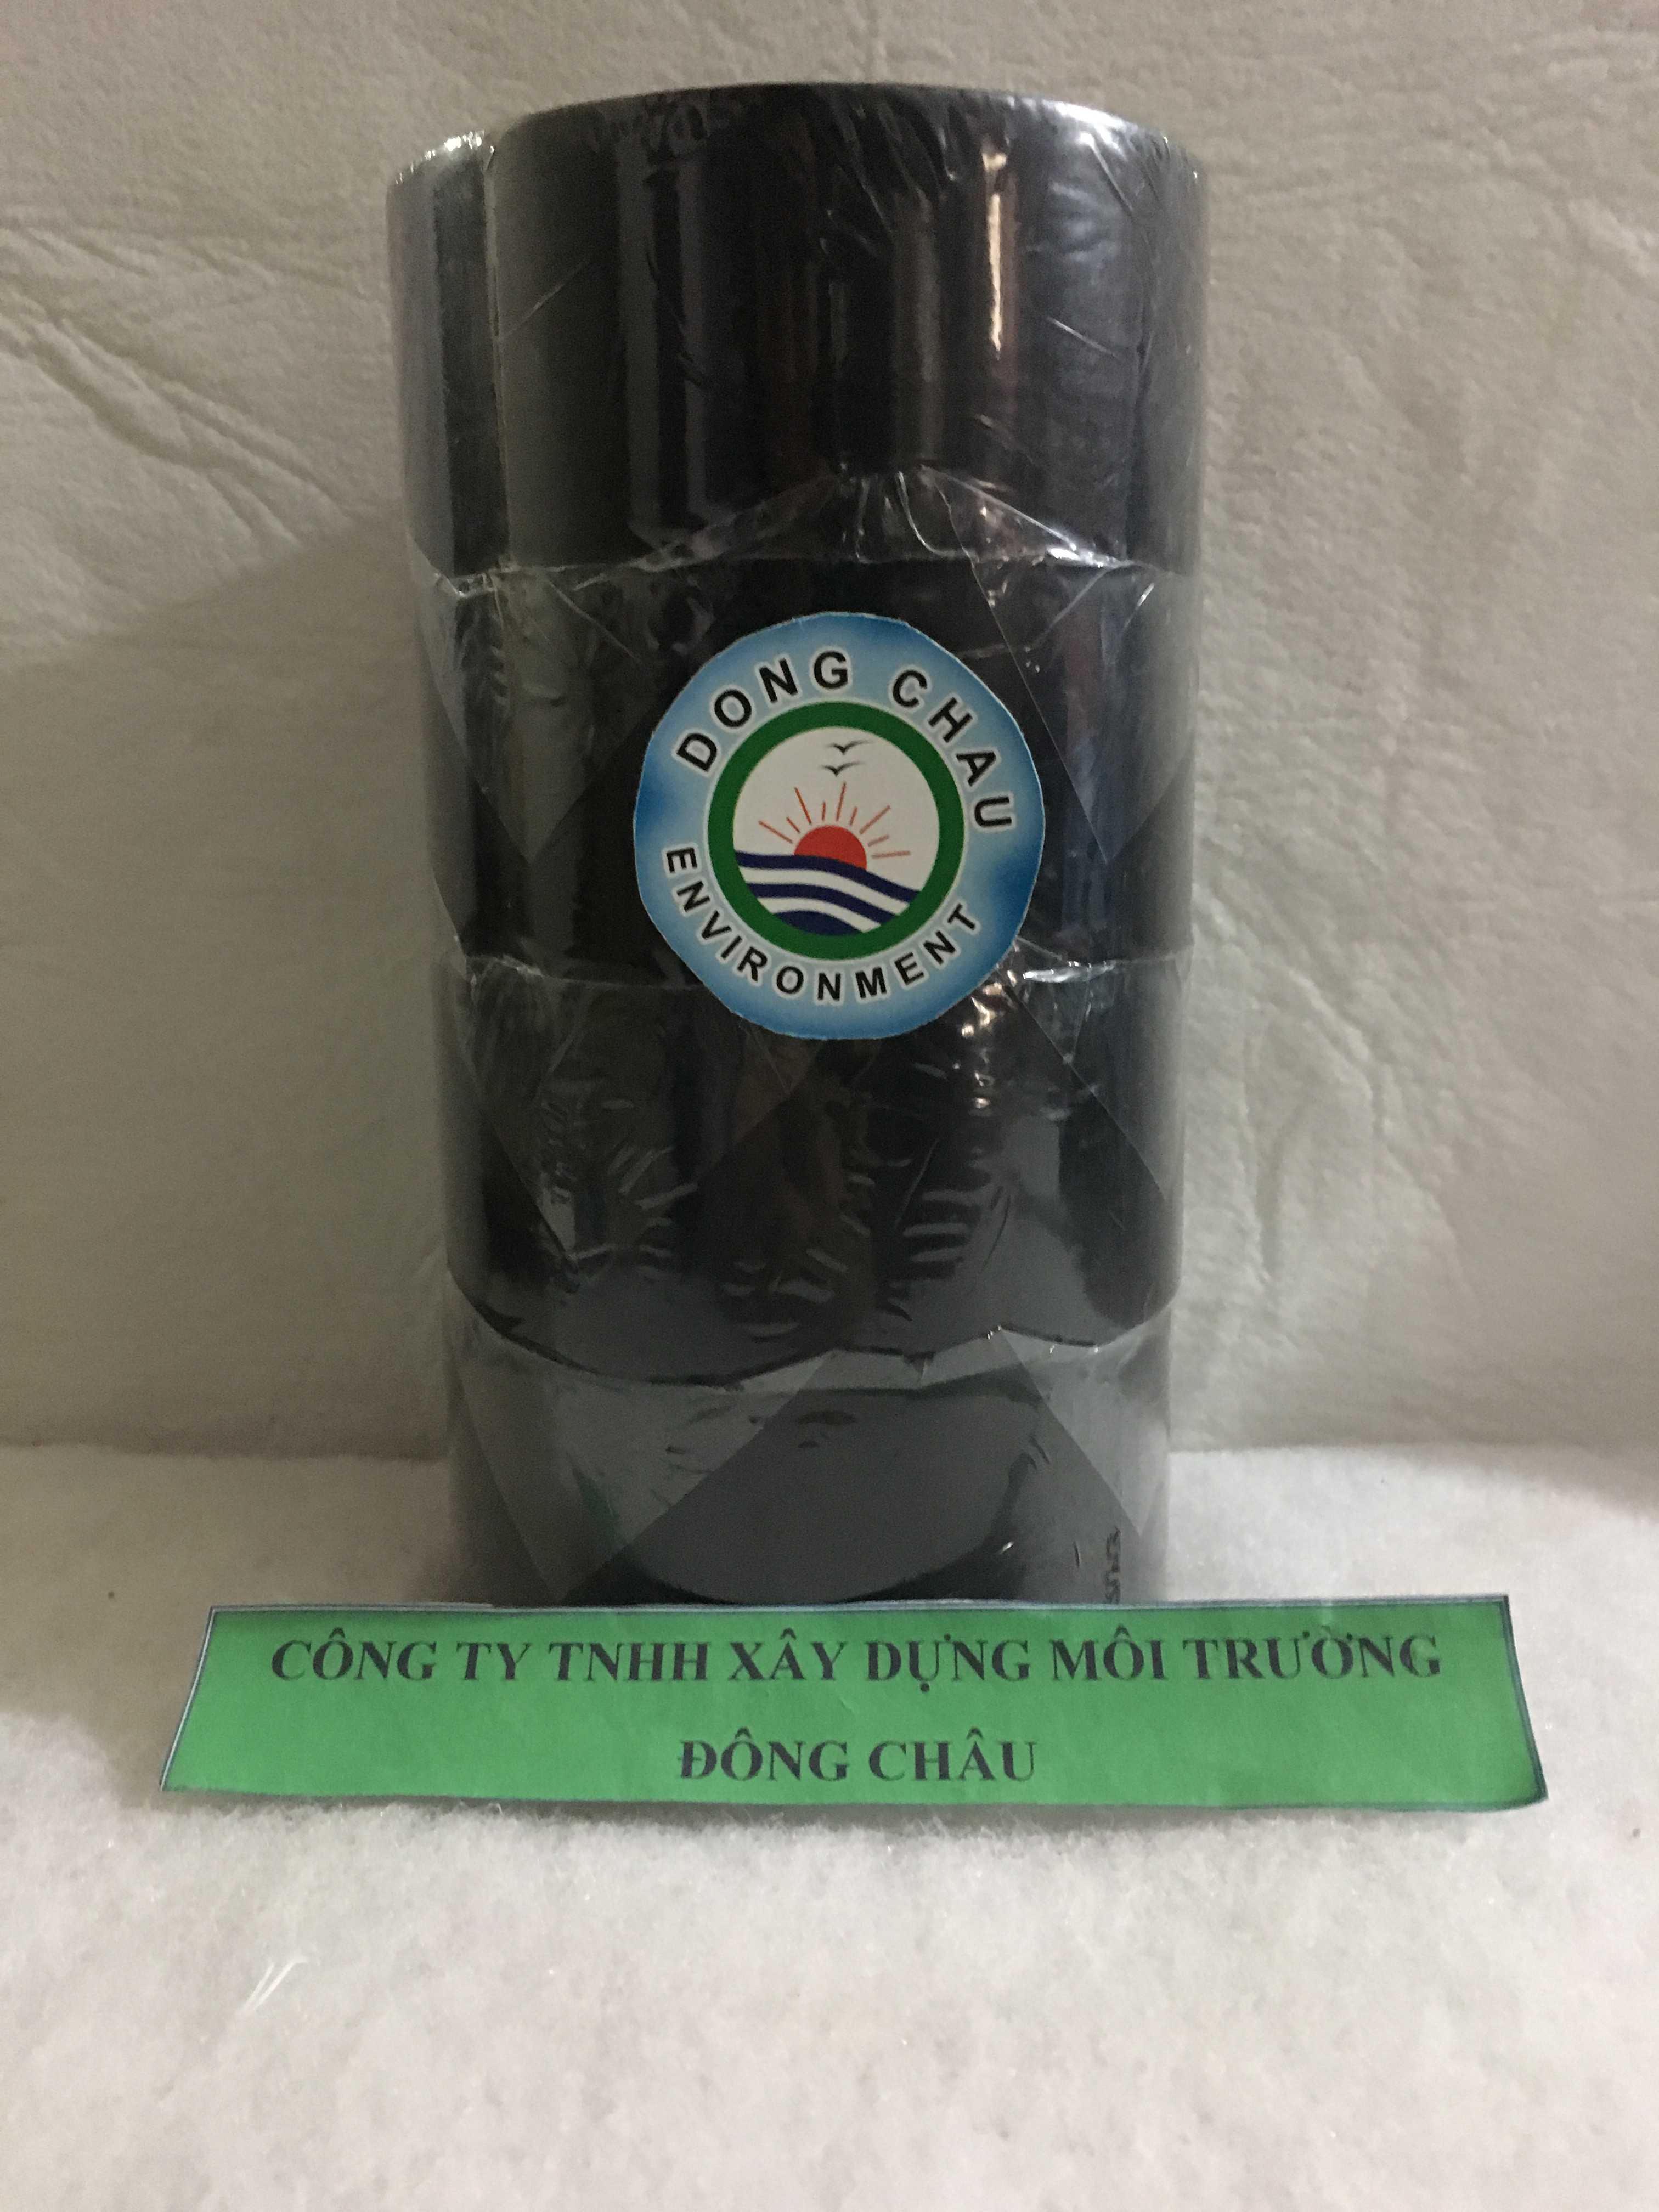 DONG CHAU
ENVIRONMENT
CÔNG TY TNHH XÂY DỰNG MÔI TRƯỜNG
ĐÔNG CHÂU